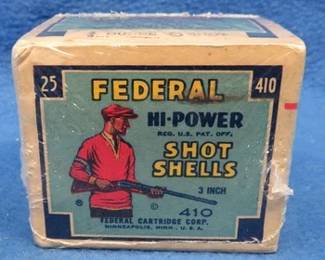 25
410
FEDERAL
HI-POWER
REG. U.S. PAT. OFF.
SHOT
SHELLS
3 INCH
® ©
410
FEDERAL CARTRIDGE CORP.
MINNEAPOLIS, MINN., U.S.A.